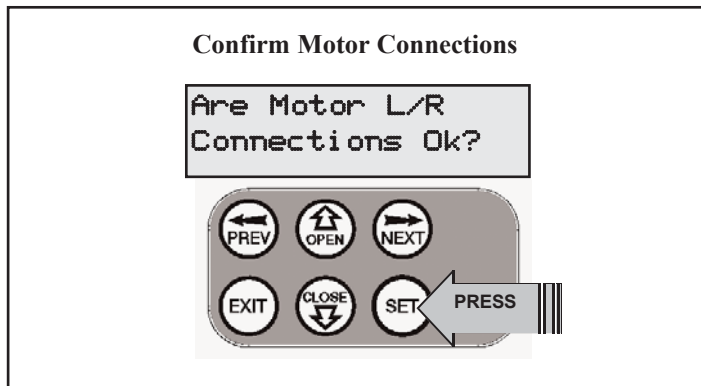 Confirm Motor Connections
Are Motor L/R
Connections Ok?
PREV
OPEN
NEXT
EXIT
CLOSE
SET
PRESS